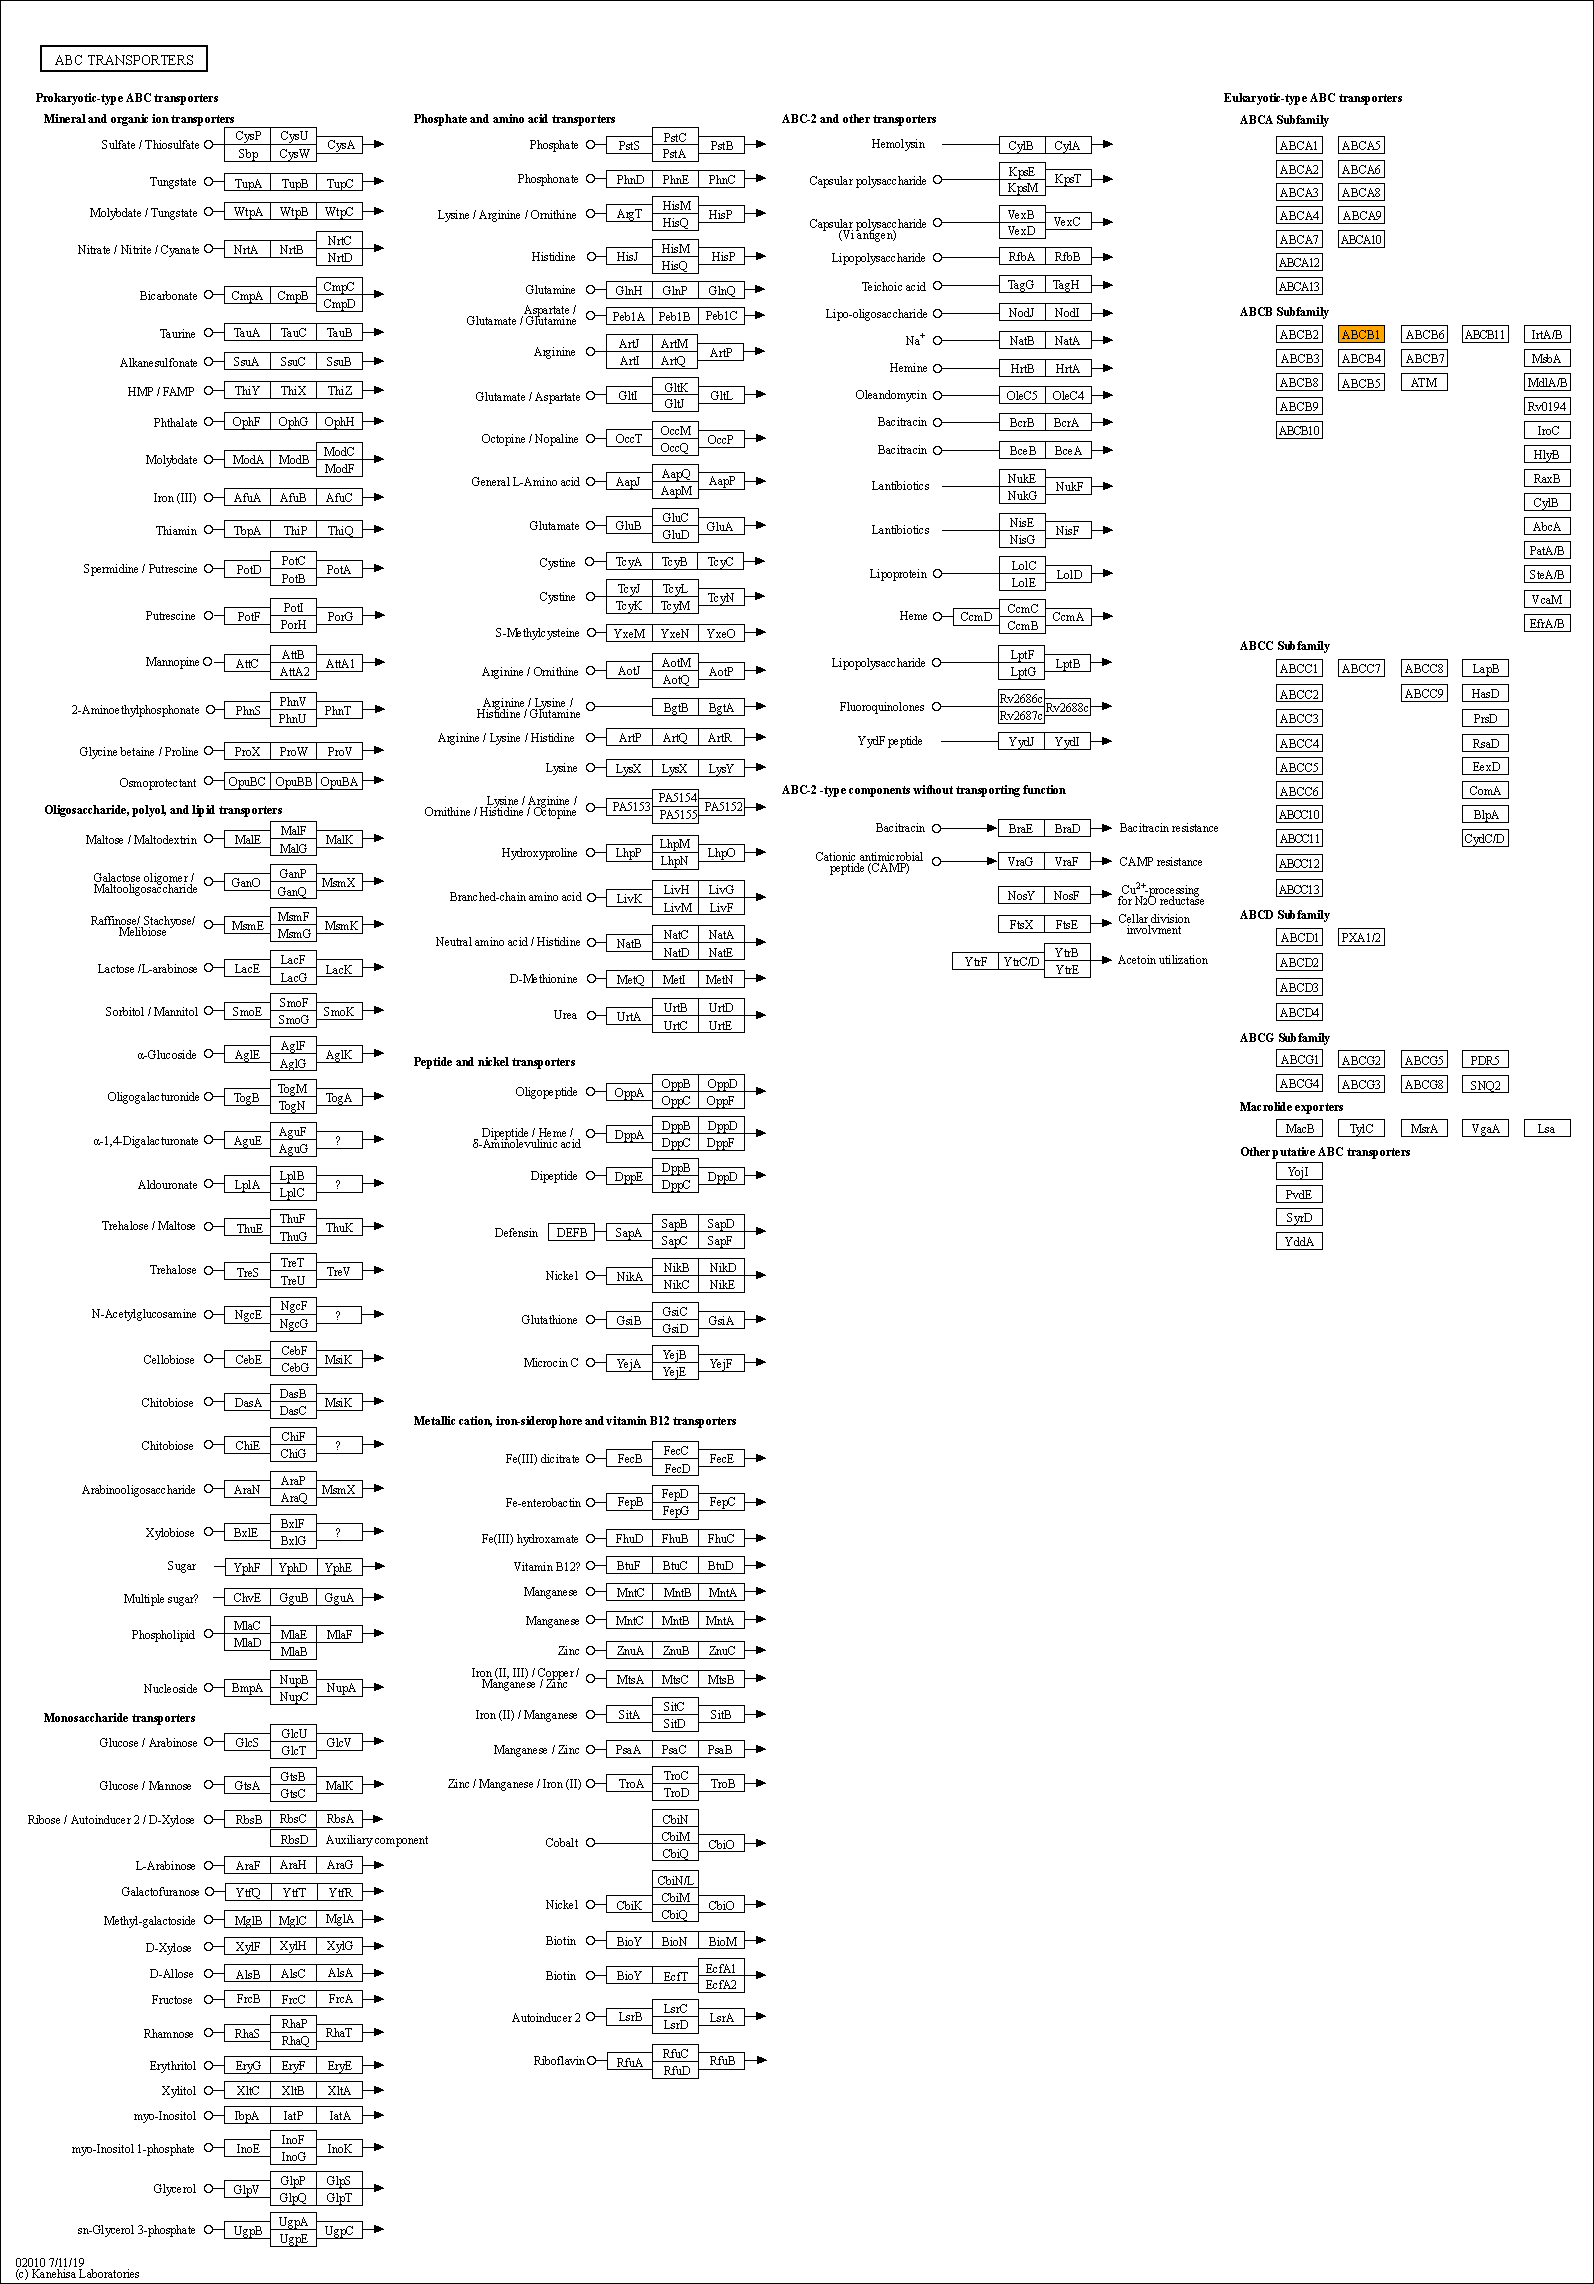 ABC TRANSPORTERS
Prokaryotic-type ABC transporters
Mineral and organic ion transporters
Sulfate / Thiosulfate CysP CysU CysA
Sbp CysW
Tungstate TupA TupB TupC
Molybdate / Tungstate WtpA WtpB WtpC
Nitrate / Nitrite / Cyanate NrtA NrtB NrtC
NrtD
Bicarbonate CmpA CmpB CmpC
CmpD
Taurine TauA TauC TauB
Alkanesulfonate SsuA SsuC SsuB
HMP / FAMP ThiY ThiX ThiZ
Phthalate OphF OphG OphH
Molybdate ModA ModB ModC
ModF
Iron (III) AfuA AfuB AfuC
Thiamin TbpA ThiP ThiQ
Spermidine / Putrescine PotD PotC PotA
PotB
Putrescine PotF PotI PorG
PorH
Mannopine AttC AttB AttA1
AttA2
2-Aminoethylphosphonate PhnS PhnV PhnT
PhnU
Glycine betaine / Proline ProX ProW ProV
Osmoprotectant OpuBC OpuBB OpuBA
Oligosaccharide, polyol, and lipid transporters
Maltose / Maltodextrin MalE MalF MalK
MalG
Galactose oligomer /
Maltooligosaccharide GanO GanP MsmX
GanQ
Raffinose/ Stachyose/
Melibiose MsmE MsmF MsmK
MsmG
Lactose /L-arabinose LacE LacF LacK
LacG
Sorbitol / Mannitol SmoE SmoF SmoK
SmoG
α-Glucoside AglE AglF AglK
AglG
Oligogalacturonide TogB TogM TogA
TogN
α-1,4-Digalacturonate AguE AguF ?
AguG
Aldouronate LplA LplB ?
LplC
Trehalose / Maltose ThuE ThuF ThuK
ThuG
Trehalose TreS TreT TreV
TreU
N-Acetylglucosamine NgcE NgcF ?
NgcG
Cellobiose CebE CebF MsiK
CebG
Chitobiose DasA DasB MsiK
DasC
Chitobiose ChiE ChiF ?
ChiG
Arabinooligosaccharide AraN AraP MsmX
AraQ
Xylobiose BxlE BxlF ?
BxlG
Sugar YphF YphD YphE
Multiple sugar? ChvE GguB GguA
Phospholipid MlaC MlaE MlaF
MlaD MlaB
Nucleoside BmpA NupB NupA
NupC
Monosaccharide transporters
Glucose / Arabinose GlcS GlcU GlcV
GlcT
Glucose / Mannose GtsA GtsB MalK
GtsC
Ribose / Autoinducer 2 / D-Xylose RbsB RbsC RbsA
RbsD Auxiliary component
L-Arabinose AraF AraH AraG
Galactofuranose YtfQ YtfT YtfR
Methyl-galactoside MglB MglC MglA
D-Xylose XylF XylH XylG
D-Allose AlsB AlsC AlsA
Fructose FrcB FrcC FrcA
Rhamnose RhaS RhaP RhaT
RhaQ
Erythritol EryG EryF EryE
Xylitol XltC XltB XltA
myo-Inositol IbpA IatP IatA
myo-Inositol 1-phosphate InoE InoF InoK
InoG
Glycerol GlpV GlpP GlpS
GlpQ GlpT
sn-Glycerol 3-phosphate UgpB UgpA UgpC
UgpE
Phosphate and amino acid transporters
Phosphate PstS PstC PstB
PstA
Phosphonate PhnD PhnE PhnC
Lysine / Arginine / Ornithine ArgT HisM HisP
HisQ
Histidine HisJ HisM HisP
HisQ
Glutamine GlnH GlnP GlnQ
Aspartate /
Glutamate / Glutamine Peb1A Peb1B Peb1C
Arginine ArtJ ArtM ArtP
ArtI ArtQ
Glutamate / Aspartate GltI GltK GltL
GltJ
Octopine / Nopaline OccT OccM OccP
OccQ
General L-Amino acid AapJ AapQ AapP
AapM
Glutamate GluB GluC GluA
GluD
Cystine TcyA TcyB TcyC
Cystine TcyJ TcyL TcyN
TcyK TcyM
S-Methylcysteine YxeM YxeN YxeO
Arginine / Ornithine AotJ AotM AotP
AotQ
Arginine / Lysine /
Histidine / Glutamine BgtB BgtA
Arginine / Lysine / Histidine ArtP ArtQ ArtR
Lysine LysX LysX LysY
Lysine / Arginine /
Ornithine / Histidine / Octopine PA5153 PA5154 PA5152
PA5155
Hydroxyproline LhpP LhpM LhpO
LhpN
Branched-chain amino acid LivK LivH LivG
LivM LivF
Neutral amino acid / Histidine NatB NatC NatA
NatD NatE
D-Methionine MetQ MetI MetN
Urea UrtA UrtB UrtD
UrtC UrtE
Peptide and nickel transporters
Oligopeptide OppA OppB OppD
OppC OppF
Dipeptide / Heme /
δ-Aminolevulinic acid DppA DppB DppD
DppC DppF
Dipeptide DppE DppB DppD
DppC
Defensin DEFB SapA SapB SapD
SapC SapF
Nickel NikA NikB NikD
NikC NikE
Glutathione GsiB GsiC GsiA
GsiD
Microcin C YejA YejB YejF
YejE
Metallic cation, iron-siderophore and vitamin B12 transporters
Fe(III) dicitrate FecB FecC FecE
FecD
Fe-enterobactin FepB FepD FepC
FepG
Fe(III) hydroxamate FhuD FhuB FhuC
Vitamin B12? BtuF BtuC BtuD
Manganese MntC MntB MntA
Manganese MntC MntB MntA
Zinc ZnuA ZnuB ZnuC
Iron (II, III) / Copper /
Manganese / Zinc MtsA MtsC MtsB
Iron (II) / Manganese SitA SitC SitB
SitD
Manganese / Zinc PsaA PsaC PsaB
Zinc / Manganese / Iron (II) TroA TroC TroB
TroD
Cobalt CbiN
CbiM CbiO
CbiQ
Nickel CbiK CbiN/L
CbiM CbiO
CbiQ
Biotin BioY BioN BioM
Biotin BioY EcfT EcfA1
EcfA2
Autoinducer 2 LsrB LsrC LsrA
LsrD
Riboflavin RfuA RfuC RfuB
RfuD
ABC-2 and other transporters
Hemolysin CylB CylA
Capsular polysaccharide KpsE KpsT
KpsM
Capsular polysaccharide
(Vi antigen) VexB VexC
VexD
Lipopolysaccharide RfbA RfbB
Teichoic acid TagG TagH
Lipo-oligosaccharide NodJ NodI
Na+ NatB NatA
Hemine HrtB HrtA
Oleandomycin OleC5 OleC4
Bacitracin BcrB BcrA
Bacitracin BceB BceA
Lantibiotics NukE NukF
NukG
Lantibiotics NisE NisF
NisG
Lipoprotein LolC LolD
LolE
Heme CcmD CcmC CcmA
CcmB
Lipopolysaccharide LptF LptB
LptG
Fluoroquinolones Rv2686c Rv2688c
Rv2687c
YydF peptide YydJ YydI
ABC-2 -type components without transporting function
Bacitracin BraE BraD Bacitracin resistance
Cationic antimicrobial
peptide (CAMP) VraG VraF CAMP resistance
NosY NosF Cu2+-processing
for N2O reductase
FtsX FtsE Cellar division
involvment
YtrF YtrC/D YtrB Acetoin utilization
YtrE
Eukaryotic-type ABC transporters
ABCA Subfamily
ABCA1 ABCA5
ABCA2 ABCA6
ABCA3 ABCA8
ABCA4 ABCA9
ABCA7 ABCA10
ABCA12
ABCA13
ABCB Subfamily
ABCB2 ABCB1 ABCB6 ABCB11 IrtA/B
ABCB3 ABCB4 ABCB7 MsbA
ABCB8 ABCB5 ATM MdlA/B
ABCB9 Rv0194
ABCB10 IroC
HlyB
RaxB
CylB
AbcA
PatA/B
SteA/B
VcaM
EfrA/B
ABCC Subfamily
ABCC1 ABCC7 ABCC8 LapB
ABCC2 ABCC9 HasD
ABCC3 PrsD
ABCC4 RsaD
ABCC5 EexD
ABCC6 ComA
ABCC10 BlpA
ABCC11 CydC/D
ABCC12
ABCC13
ABCD Subfamily
ABCD1 PXA1/2
ABCD2
ABCD3
ABCD4
ABCG Subfamily
ABCG1 ABCG2 ABCG5 PDR5
ABCG4 ABCG3 ABCG8 SNQ2
Macrolide exporters
MacB TylC MsrA VgaA Lsa
Other putative ABC transporters
YojI
PvdE
SyrD
YddA
02010 7/11/19
(c) Kanehisa Laboratories